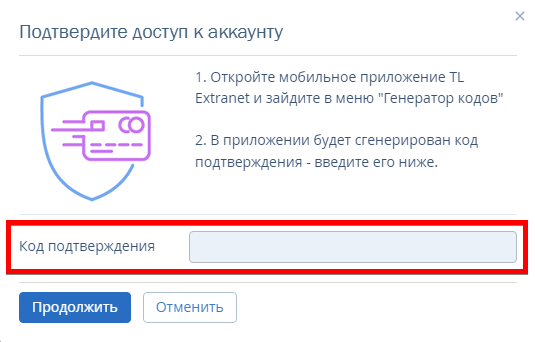 Подтвердите доступ к аккаунту
1. Откройте мобильное приложение TL
Extranet и зайдите в меню "Генератор кодов"
2. В приложении будет сгенерирован код
подтверждения - введите его ниже.
Код подтверждения
Продолжить
Отменить